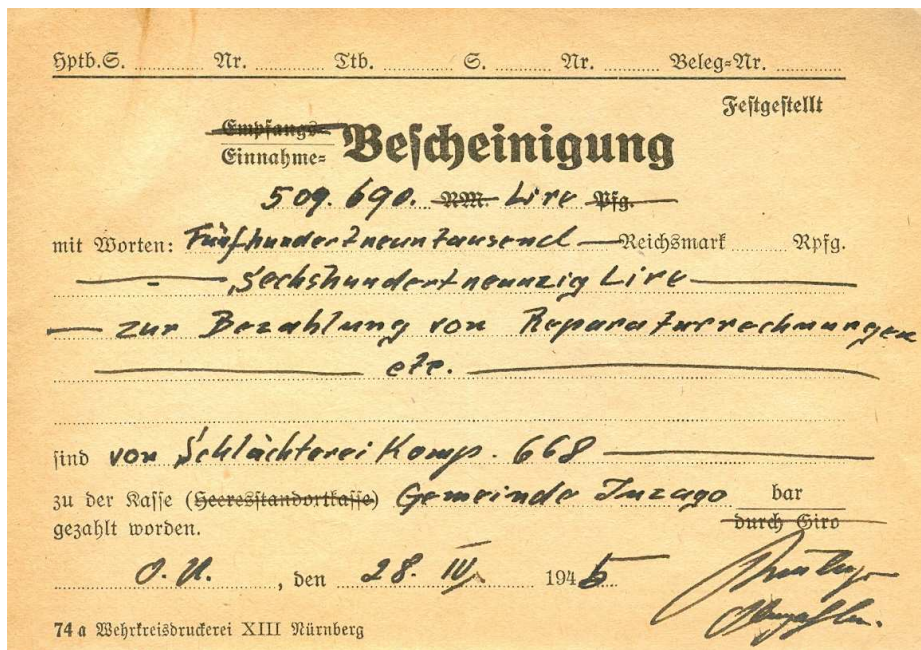 Hptb.S. ........ Nr. ........ Ttb. ........ S. ........ Nr. ........ Beleg=Nr. ........
Festgestellt
Empfangs=
Einnahme= Bescheinigung
509.690. RM. Lire Pfg.
mit Worten: Fünfhundertneuntausend — Reichsmark ........ Rpfg.
— Sechshundertneunzig Lire —
— zur Bezahlung von Reparaturrechnungen
— etc. —
sind von Schlächterei Komp. 668 —
zu der Kasse (Heeresstandortkasse) Gemeinde Inzago bar
gezahlt worden. durch Giro
O.U. , den 28. IV. 1945
74 a Wehrkreisdruckerei XIII Nürnberg